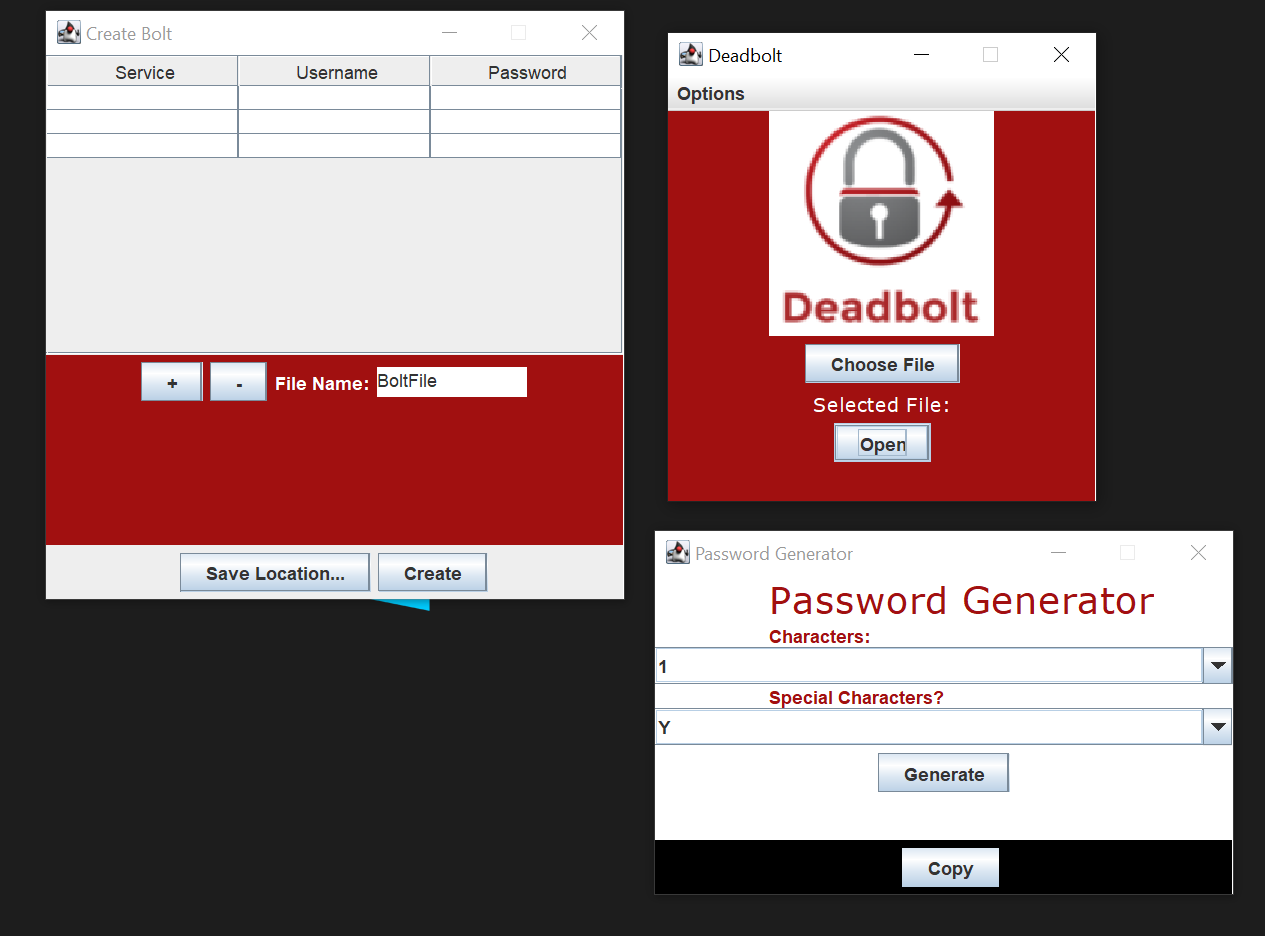 Create Bolt
Service Username Password
+ - File Name: BoltFile
Save Location... Create
Deadbolt
Options
Deadbolt
Choose File
Selected File:
Open
Password Generator
Password Generator
Characters:
1
Special Characters?
Y
Generate
Copy